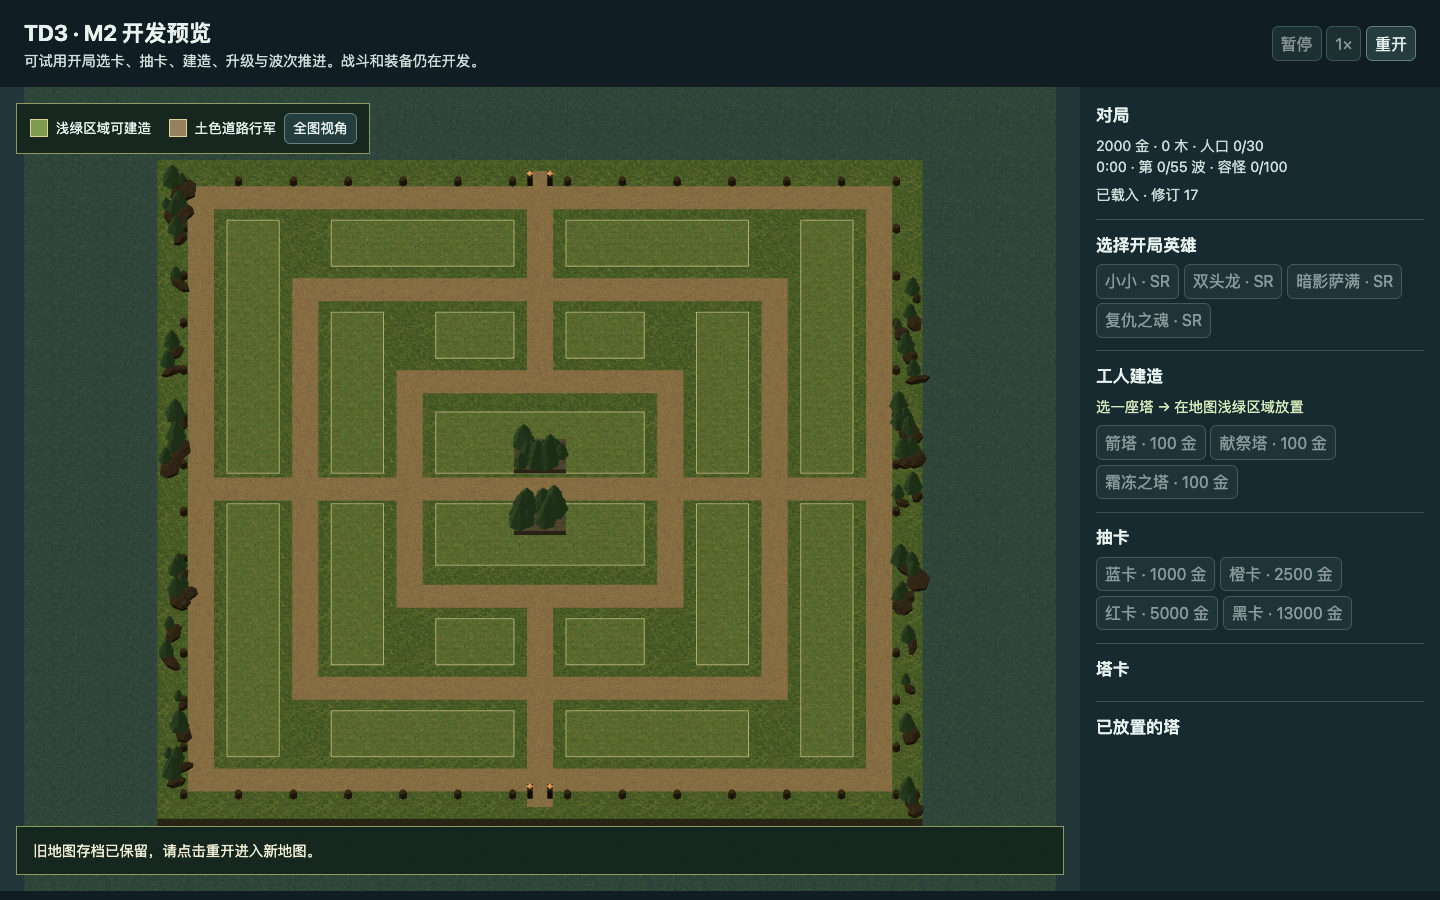 TD3 · M2 开发预览
可试用开局选卡、抽卡、建造、升级与波次推进。战斗和装备仍在开发。
暂停 1× 重开
浅绿区域可建造 土色道路行军 全图视角
旧地图存档已保留，请点击重开进入新地图。
对局
2000 金 · 0 木 · 人口 0/30
0:00 · 第 0/55 波 · 容怪 0/100
已载入 · 修订 17
选择开局英雄
小小 · SR 双头龙 · SR 暗影萨满 · SR
复仇之魂 · SR
工人建造
选一座塔 → 在地图浅绿区域放置
箭塔 · 100 金 献祭塔 · 100 金
霜冻之塔 · 100 金
抽卡
蓝卡 · 1000 金 橙卡 · 2500 金
红卡 · 5000 金 黑卡 · 13000 金
塔卡
已放置的塔